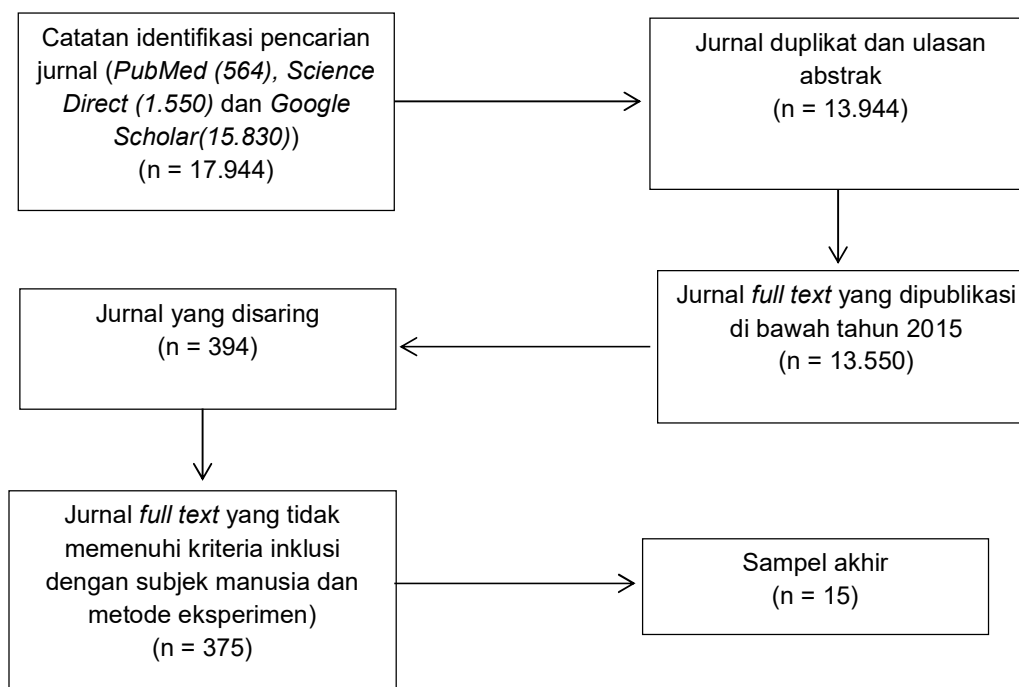 Catatan identifikasi pencarian
jurnal (PubMed (564), Science
Direct (1.550) dan Google
Scholar(15.830))
(n = 17.944)
Jurnal duplikat dan ulasan
abstrak
(n = 13.944)
Jurnal full text yang dipublikasi
di bawah tahun 2015
(n = 13.550)
Jurnal yang disaring
(n = 394)
Jurnal full text yang tidak
memenuhi kriteria inklusi
dengan subjek manusia dan
metode eksperimen)
(n = 375)
Sampel akhir
(n = 15)